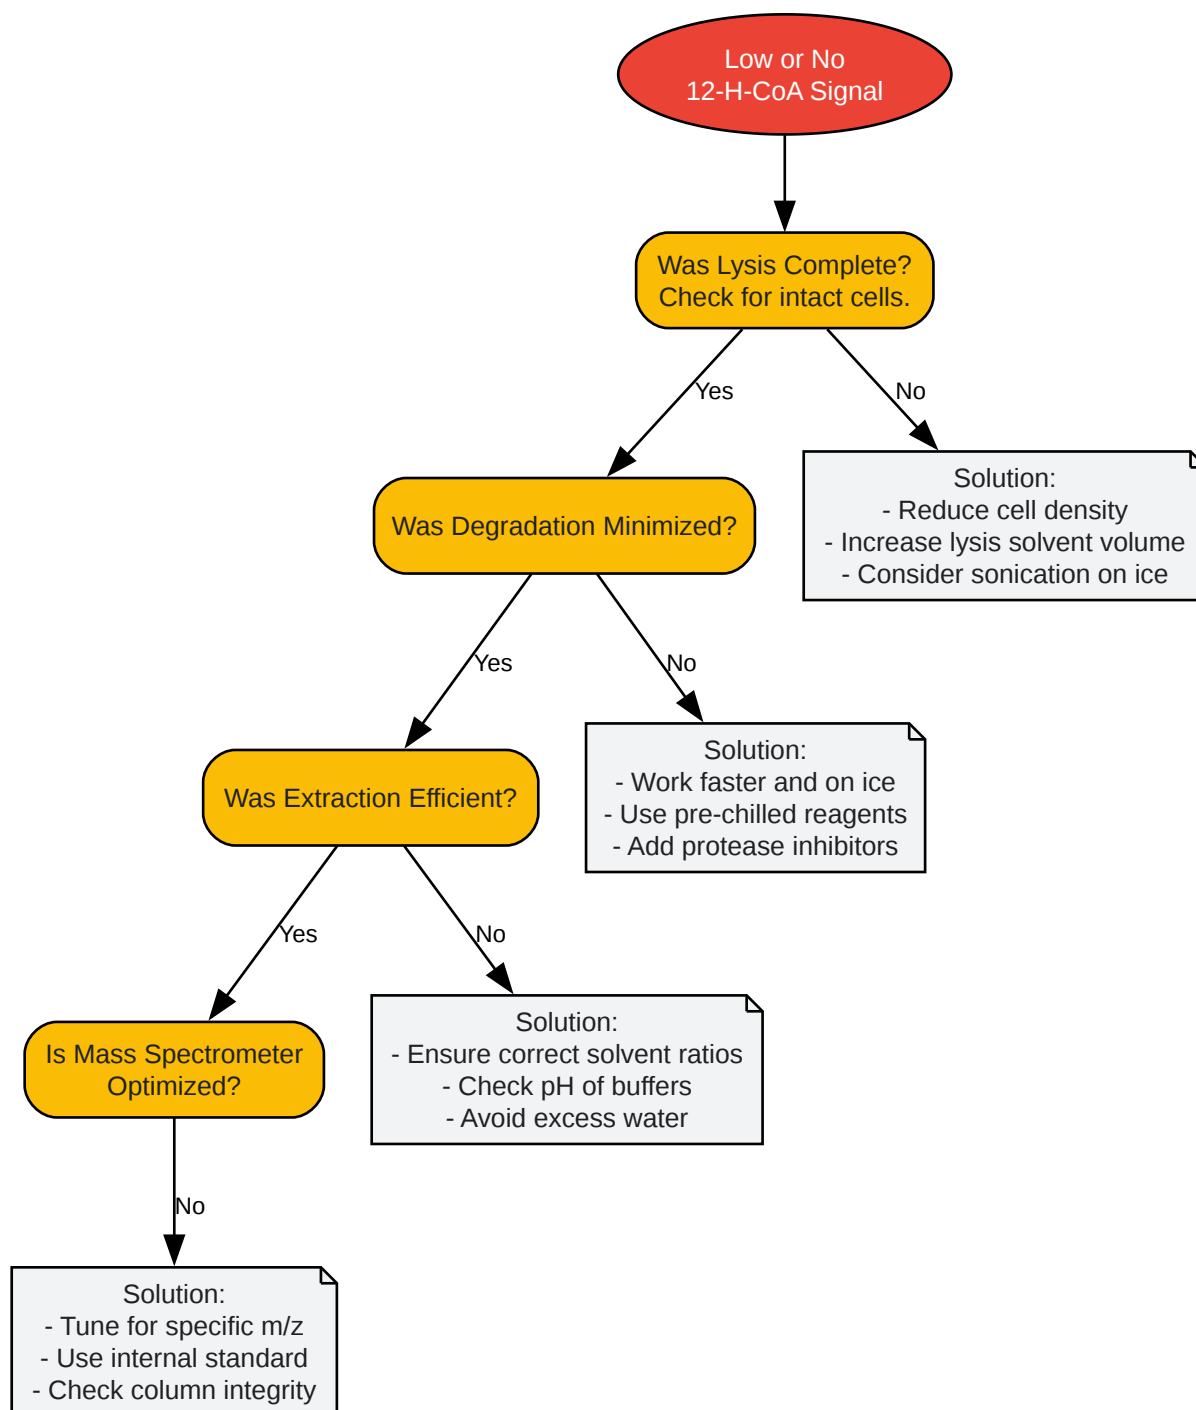 Low or No
12-H-CoA Signal
Was Lysis Complete?
Check for intact cells.
Yes
No
Solution:
- Reduce cell density
- Increase lysis solvent volume
- Consider sonication on ice
Was Degradation Minimized?
Yes
No
Solution:
- Work faster and on ice
- Use pre-chilled reagents
- Add protease inhibitors
Was Extraction Efficient?
Yes
No
Solution:
- Ensure correct solvent ratios
- Check pH of buffers
- Avoid excess water
Is Mass Spectrometer
Optimized?
No
Solution:
- Tune for specific m/z
- Use internal standard
- Check column integrity